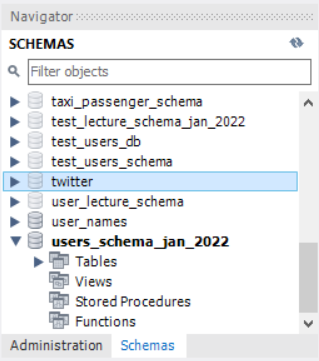 Navigator
SCHEMAS
Filter objects
taxi_passenger_schema
test_lecture_schema_jan_2022
test_users_db
test_users_schema
twitter
user_lecture_schema
user_names
users_schema_jan_2022
Tables
Views
Stored Procedures
Functions
Administration Schemas